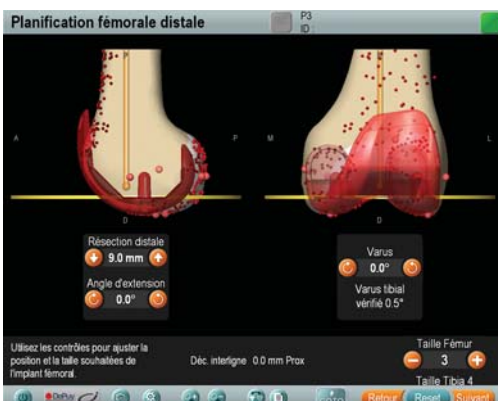 Planification fémorale distale
P3
ID :
A
P
M
L
D
D
Résection distale
9.0 mm
Angle d'extension
0.0°
Varus
0.0°
Varus tibial
vérifié 0.5°
Utilisez les contrôles pour ajuster la
position et la taille souhaitées de
l'implant fémoral.
Déc. interligne 0.0 mm Prox
Taille Fémur
3
Taille Tibia 4
DePuy
Retour
Reset
Suivant